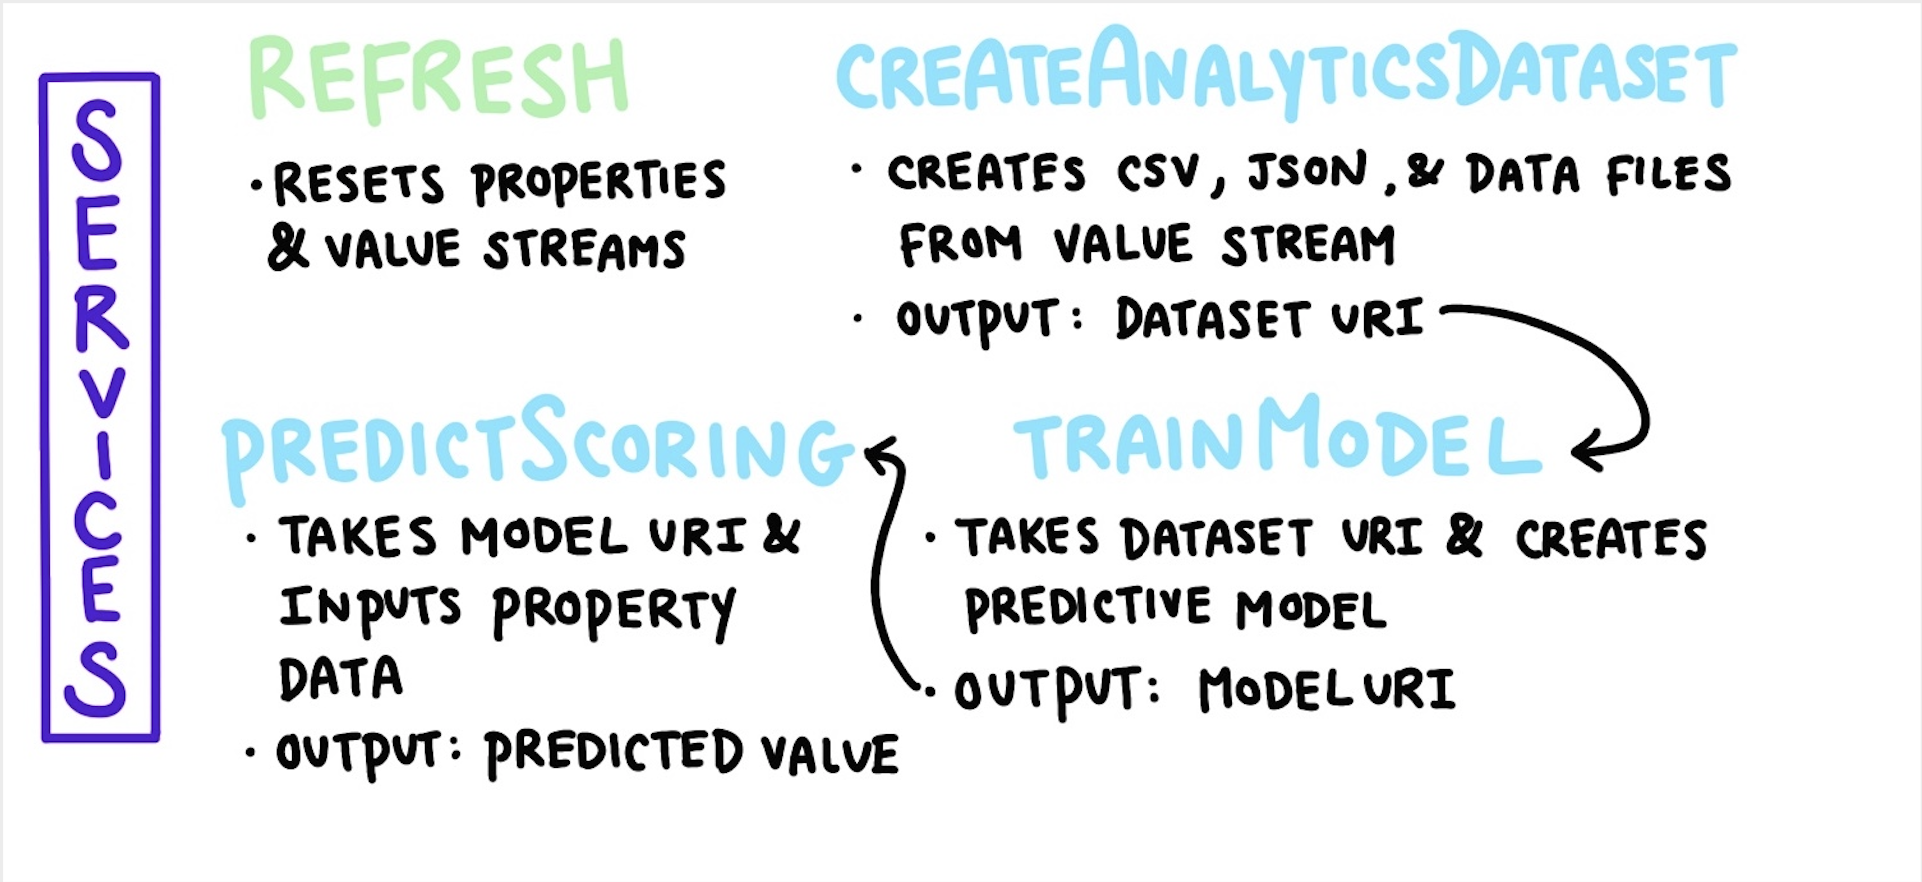 SERVICES
REFRESH
• RESETS PROPERTIES
& VALUE STREAMS
CREATEANALYTICSDATASET
• CREATES CSV, JSON, & DATA FILES
FROM VALUE STREAM
• OUTPUT: DATASET URI
PREDICTSCORING
• TAKES MODEL URI &
INPUTS PROPERTY
DATA
• OUTPUT: PREDICTED VALUE
TRAINMODEL
• TAKES DATASET URI & CREATES
PREDICTIVE MODEL
• OUTPUT: MODEL URI